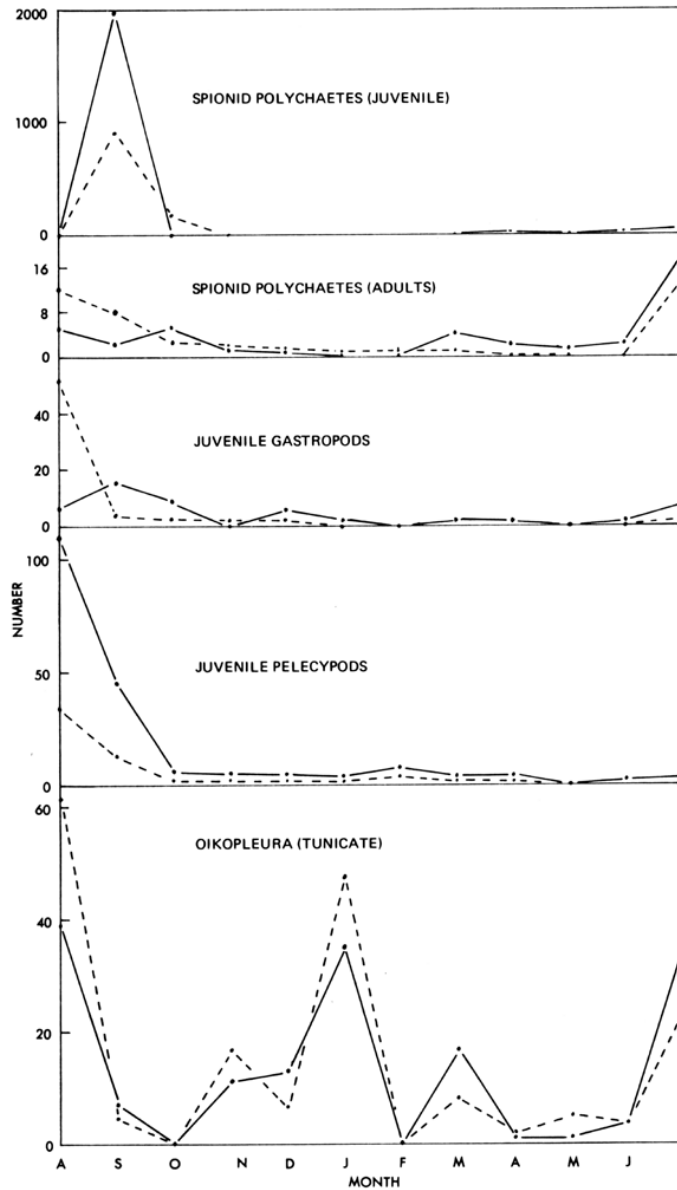 2000
SPIONID POLYCHAETES (JUVENILE)
1000
0
16
SPIONID POLYCHAETES (ADULTS)
8
0
40
JUVENILE GASTROPODS
20
0
100
NUMBER
JUVENILE PELECYPODS
50
0
60
OIKOPLEURA (TUNICATE)
40
20
0
A S O N D J F M A M J
MONTH